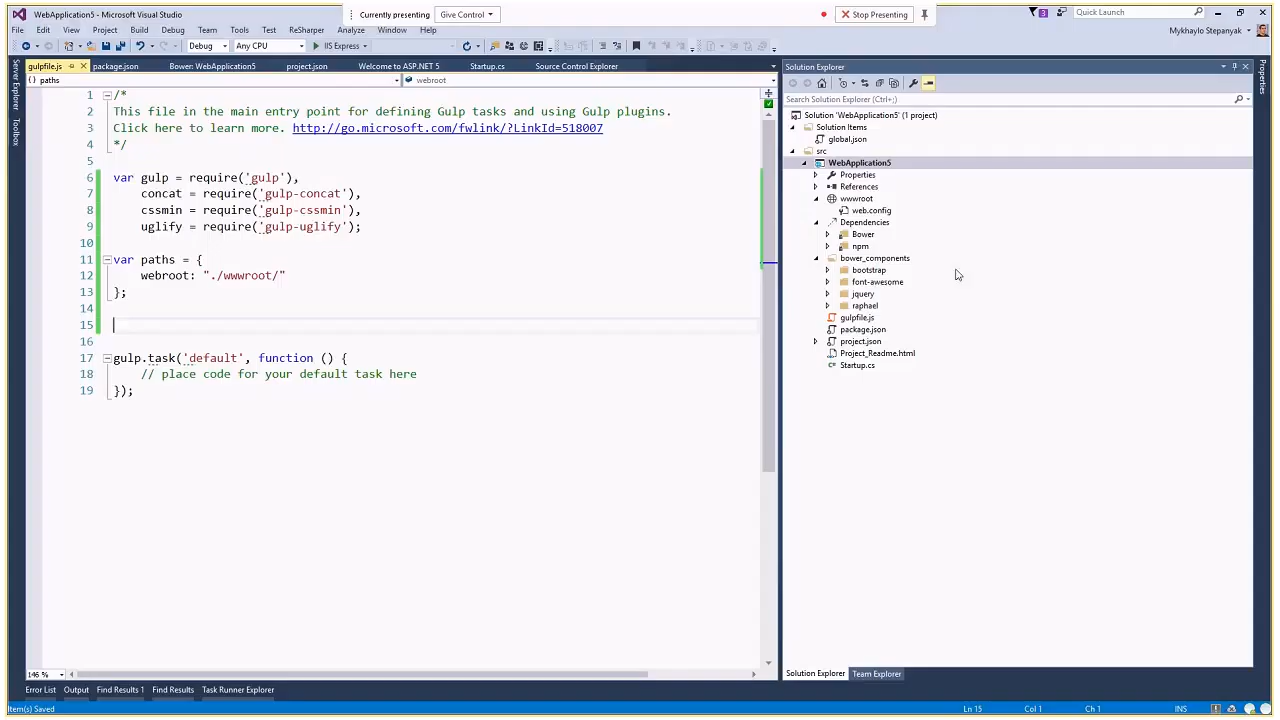 WebApplication5 - Microsoft Visual Studio
Currently presenting
Give Control
Stop Presenting
3
Quick Launch
File Edit View Project Build Debug Team Tools Test ReSharper Analyze Window Help
Mykhaylo Stepanyak
Debug
Any CPU
IIS Express
gulpfile.js
package.json
Bower: WebApplication5
project.json
Welcome to ASP.NET 5
Startup.cs
Source Control Explorer
paths
webroot
1 /*
2 This file in the main entry point for defining Gulp tasks and using Gulp plugins.
3 Click here to learn more. http://go.microsoft.com/fwlink/?LinkId=518007
4 */
5
6 var gulp = require('gulp'),
7 concat = require('gulp-concat'),
8 cssmin = require('gulp-cssmin'),
9 uglify = require('gulp-uglify');
10
11 var paths = {
12 webroot: "./wwwroot/"
13 };
14
15
16
17 gulp.task('default', function () {
18 // place code for your default task here
19 });
146 %
Server Explorer
Toolbox
Solution Explorer
Search Solution Explorer (Ctrl+;)
Solution 'WebApplication5' (1 project)
Solution Items
global.json
src
WebApplication5
Properties
References
wwwroot
web.config
Dependencies
Bower
npm
bower_components
bootstrap
font-awesome
jquery
raphael
gulpfile.js
package.json
project.json
Project_Readme.html
Startup.cs
Solution Explorer
Team Explorer
Properties
Error List
Output
Find Results 1
Find Results
Task Runner Explorer
Item(s) Saved
Ln 15
Col 1
Ch 1
INS